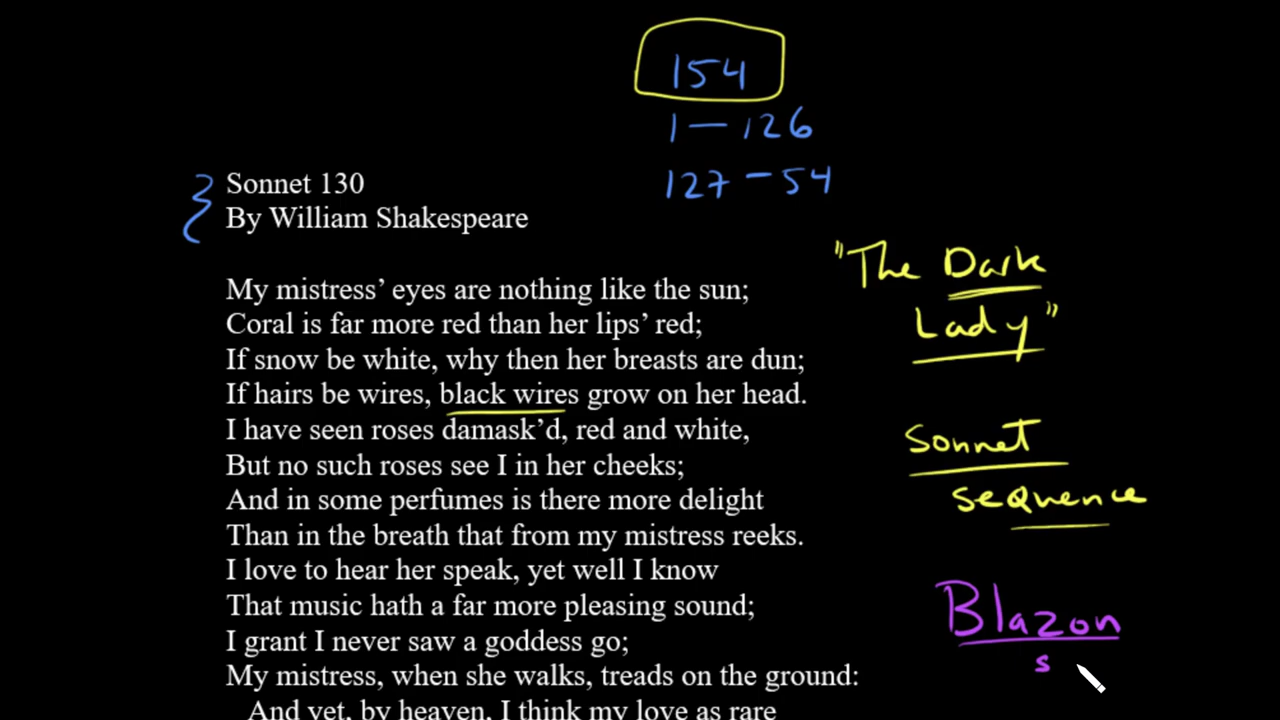 154
1 — 126
127 - 54
Sonnet 130
By William Shakespeare
"The Dark
Lady"
My mistress’ eyes are nothing like the sun;
Coral is far more red than her lips’ red;
If snow be white, why then her breasts are dun;
If hairs be wires, black wires grow on her head.
I have seen roses damask’d, red and white,
But no such roses see I in her cheeks;
And in some perfumes is there more delight
Than in the breath that from my mistress reeks.
I love to hear her speak, yet well I know
That music hath a far more pleasing sound;
I grant I never saw a goddess go;
My mistress, when she walks, treads on the ground:
And yet, by heaven, I think my love as rare
Sonnet
sequence
Blazon
s